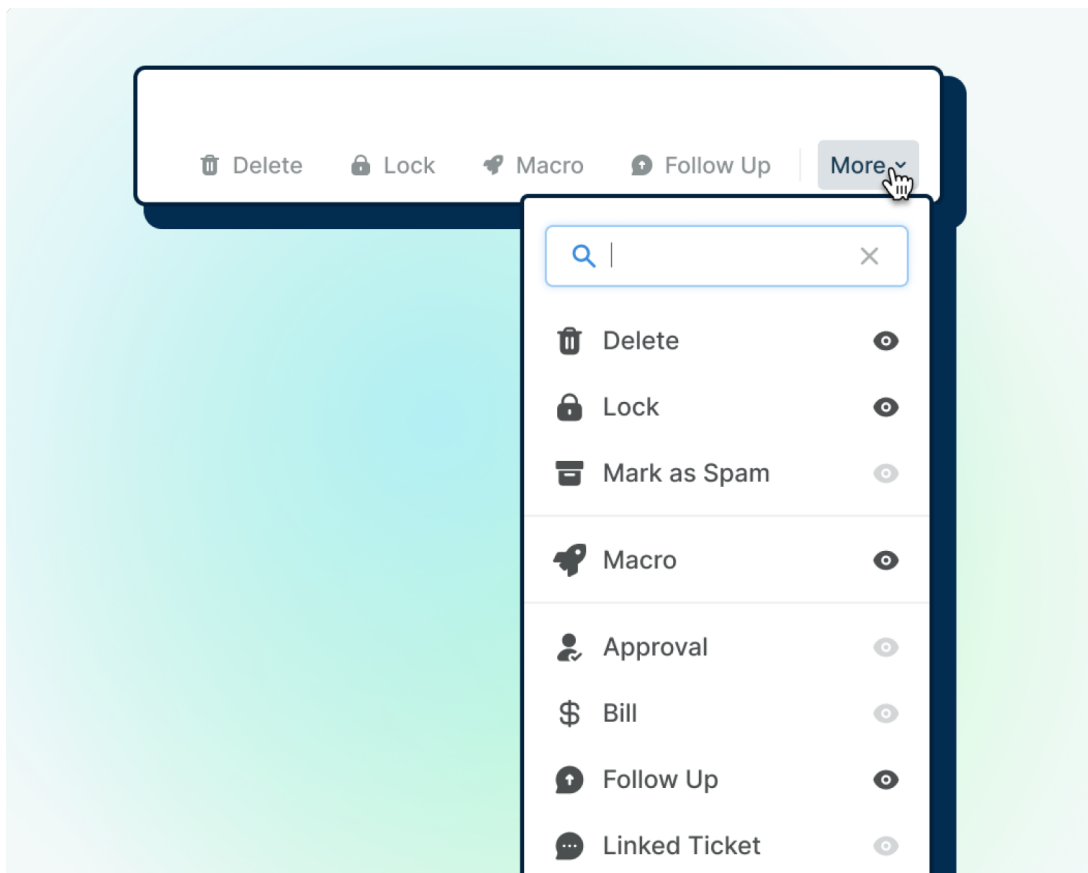 Delete Lock Macro Follow Up More
Delete
Lock
Mark as Spam
Macro
Approval
Bill
Follow Up
Linked Ticket